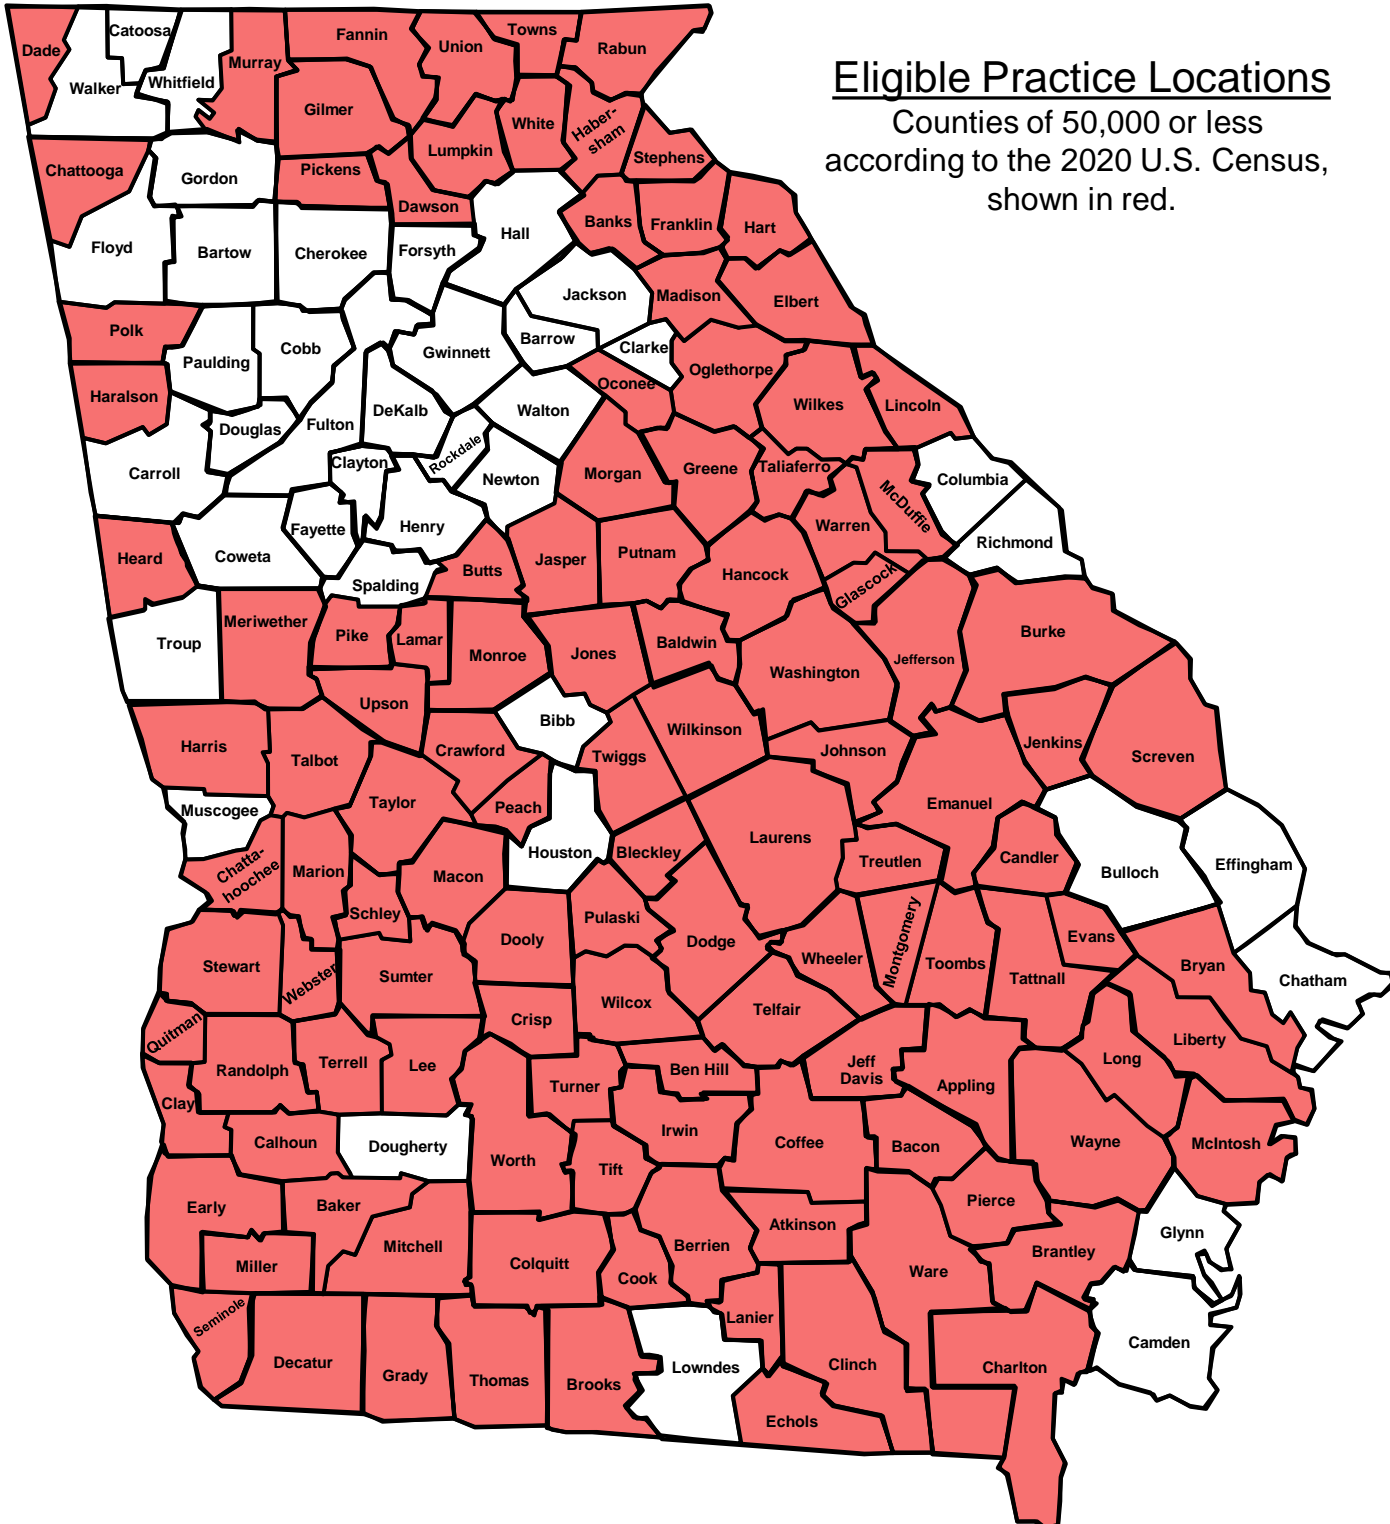 Eligible Practice Locations
Counties of 50,000 or less
according to the 2020 U.S. Census,
shown in red.
Dade
Catoosa
Walker
Whitfield
Murray
Fannin
Union
Towns
Rabun
Gilmer
White
Haber-
sham
Stephens
Lumpkin
Chattooga
Gordon
Pickens
Dawson
Banks
Franklin
Hart
Floyd
Bartow
Cherokee
Forsyth
Hall
Jackson
Madison
Elbert
Polk
Paulding
Cobb
Gwinnett
Barrow
Clarke
Oglethorpe
Oconee
Wilkes
Lincoln
Haralson
Douglas
Fulton
DeKalb
Walton
Carroll
Clayton
Rockdale
Newton
Morgan
Greene
Taliaferro
McDuffie
Columbia
Fayette
Henry
Warren
Richmond
Heard
Coweta
Spalding
Butts
Jasper
Putnam
Hancock
Glascock
Troup
Meriwether
Pike
Lamar
Monroe
Jones
Baldwin
Washington
Jefferson
Burke
Upson
Bibb
Wilkinson
Harris
Talbot
Crawford
Twiggs
Johnson
Jenkins
Screven
Muscogee
Taylor
Peach
Emanuel
Chatta-
hoochee
Marion
Macon
Houston
Bleckley
Laurens
Treutlen
Candler
Bulloch
Effingham
Schley
Dooly
Pulaski
Dodge
Wheeler
Montgomery
Toombs
Evans
Stewart
Webster
Sumter
Tattnall
Bryan
Chatham
Crisp
Wilcox
Telfair
Quitman
Randolph
Terrell
Lee
Turner
Ben Hill
Jeff
Davis
Appling
Long
Liberty
Clay
Calhoun
Dougherty
Worth
Tift
Irwin
Coffee
Bacon
Wayne
McIntosh
Early
Baker
Mitchell
Pierce
Miller
Colquitt
Cook
Berrien
Atkinson
Ware
Brantley
Glynn
Seminole
Lanier
Camden
Decatur
Grady
Thomas
Brooks
Lowndes
Clinch
Charlton
Echols